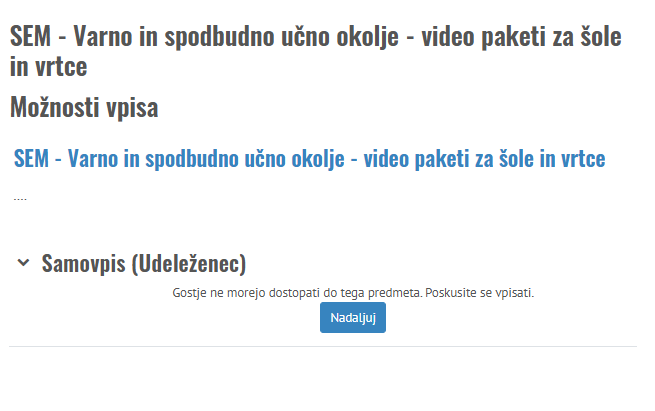 SEM - Varno in spodbudno učno okolje - video paketi za šole
in vrtce
Možnosti vpisa
SEM - Varno in spodbudno učno okolje - video paketi za šole in vrtce
....
Samovpis (Udeleženec)
Gostje ne morejo dostopati do tega predmeta. Poskusite se vpisati.
Nadaljuj